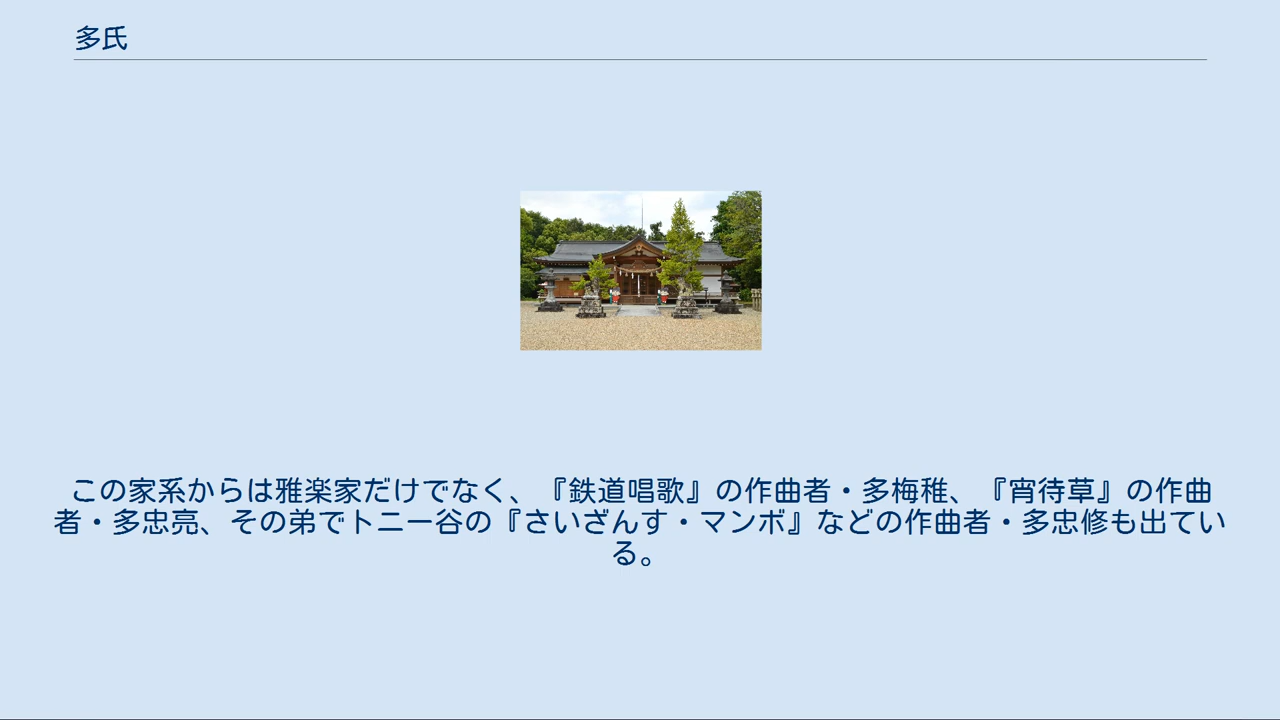 多氏
この家系からは雅楽家だけでなく、『鉄道唱歌』の作曲者・多梅稚、『宵待草』の作曲
者・多忠亮、その弟でトニー谷の『さいざんす・マンボ』などの作曲者・多忠修も出てい
る。